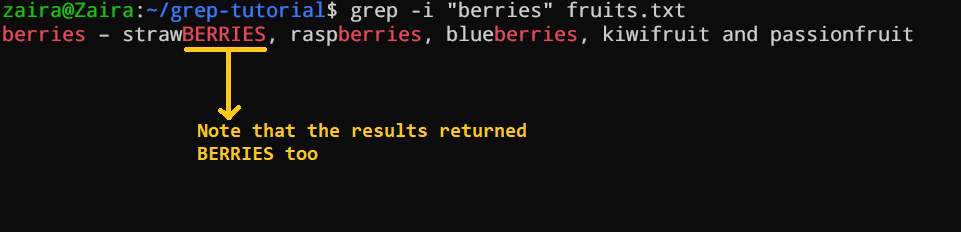 zaira@Zaira:~/grep-tutorial$ grep -i "berries" fruits.txt
berries – strawBERRIES, raspberries, blueberries, kiwifruit and passionfruit
Note that the results returned
BERRIES too